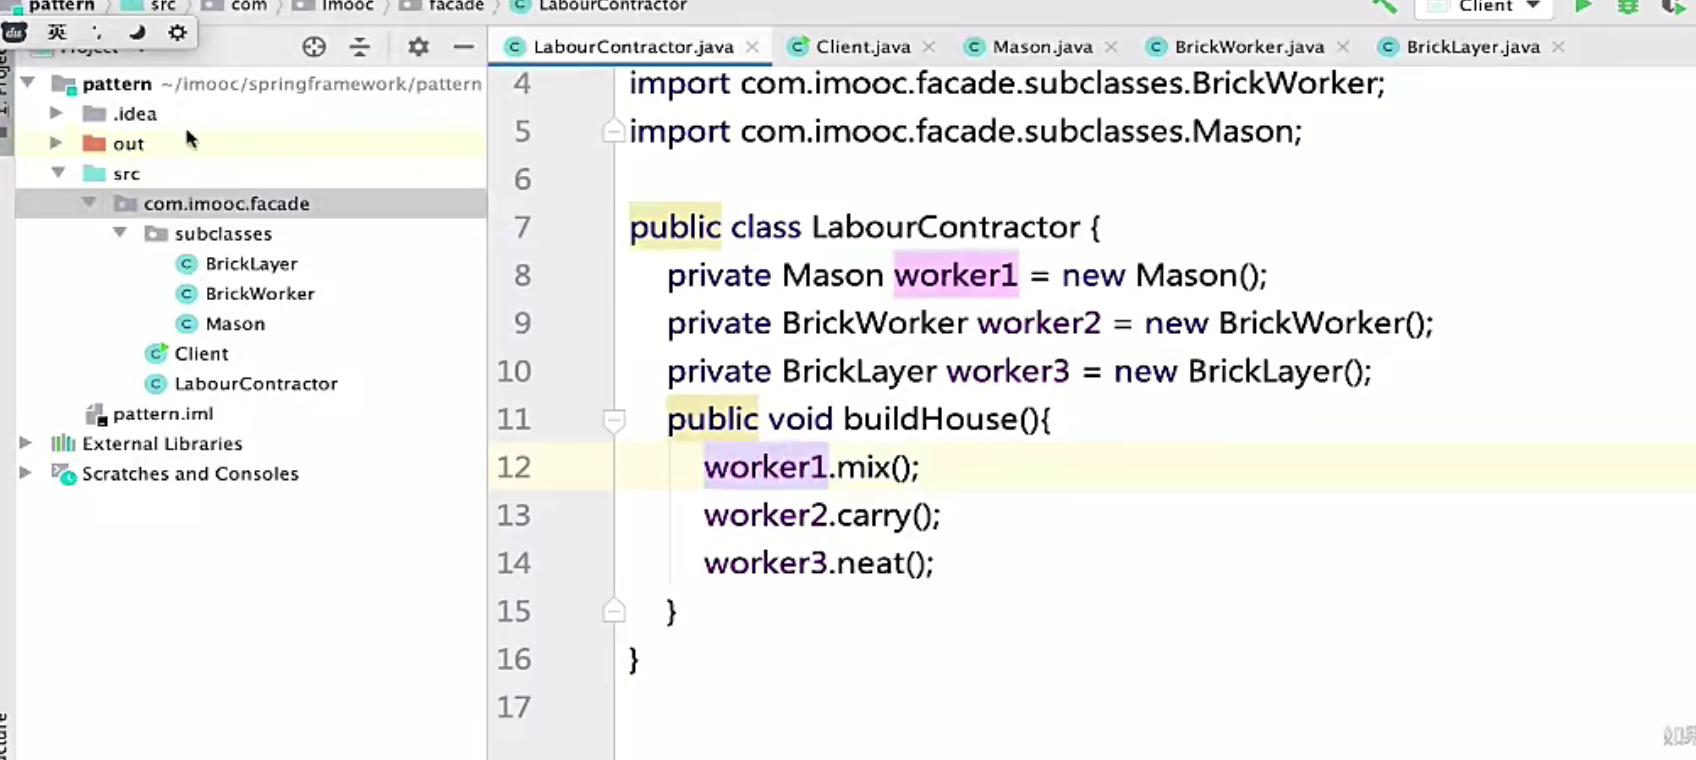 pattern src com imooc facade LabourContractor Client
英
Project
LabourContractor.java Client.java Mason.java BrickWorker.java BrickLayer.java
pattern ~/imooc/springframework/pattern
.idea
out
src
com.imooc.facade
subclasses
BrickLayer
BrickWorker
Mason
Client
LabourContractor
pattern.iml
External Libraries
Scratches and Consoles
4 import com.imooc.facade.subclasses.BrickWorker;
5 import com.imooc.facade.subclasses.Mason;
6
7 public class LabourContractor {
8 private Mason worker1 = new Mason();
9 private BrickWorker worker2 = new BrickWorker();
10 private BrickLayer worker3 = new BrickLayer();
11 public void buildHouse(){
12 worker1.mix();
13 worker2.carry();
14 worker3.neat();
15 }
16 }
17
如果